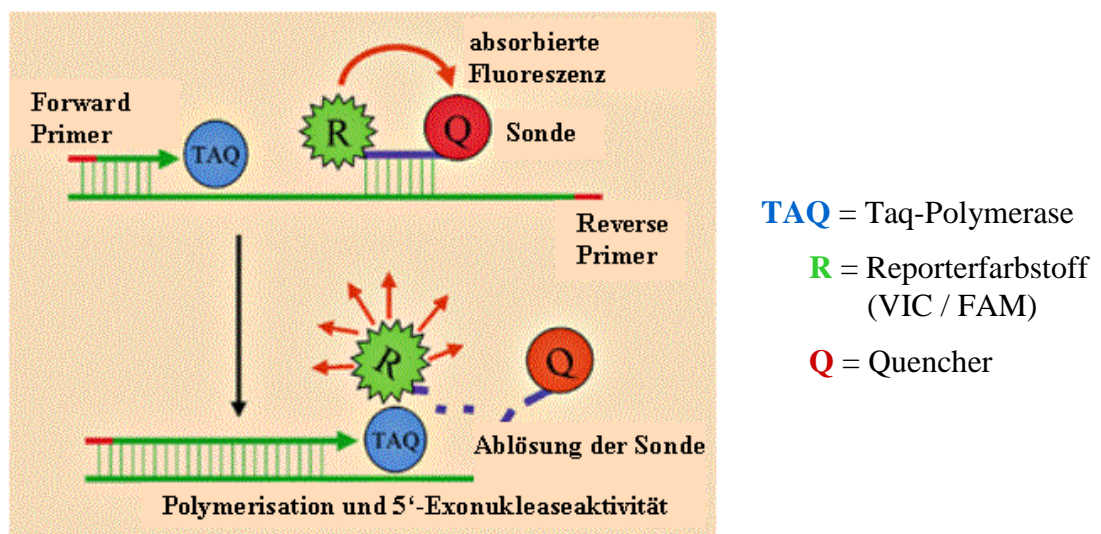 absorbierte
Fluoreszenz
Forward
Primer
TAQ
R
Q
Sonde
Reverse
Primer
R
Q
TAQ
Ablösung der Sonde
Polymerisation und 5‘-Exonukleaseaktivität
TAQ = Taq-Polymerase
R = Reporterfarbstoff
(VIC / FAM)
Q = Quencher